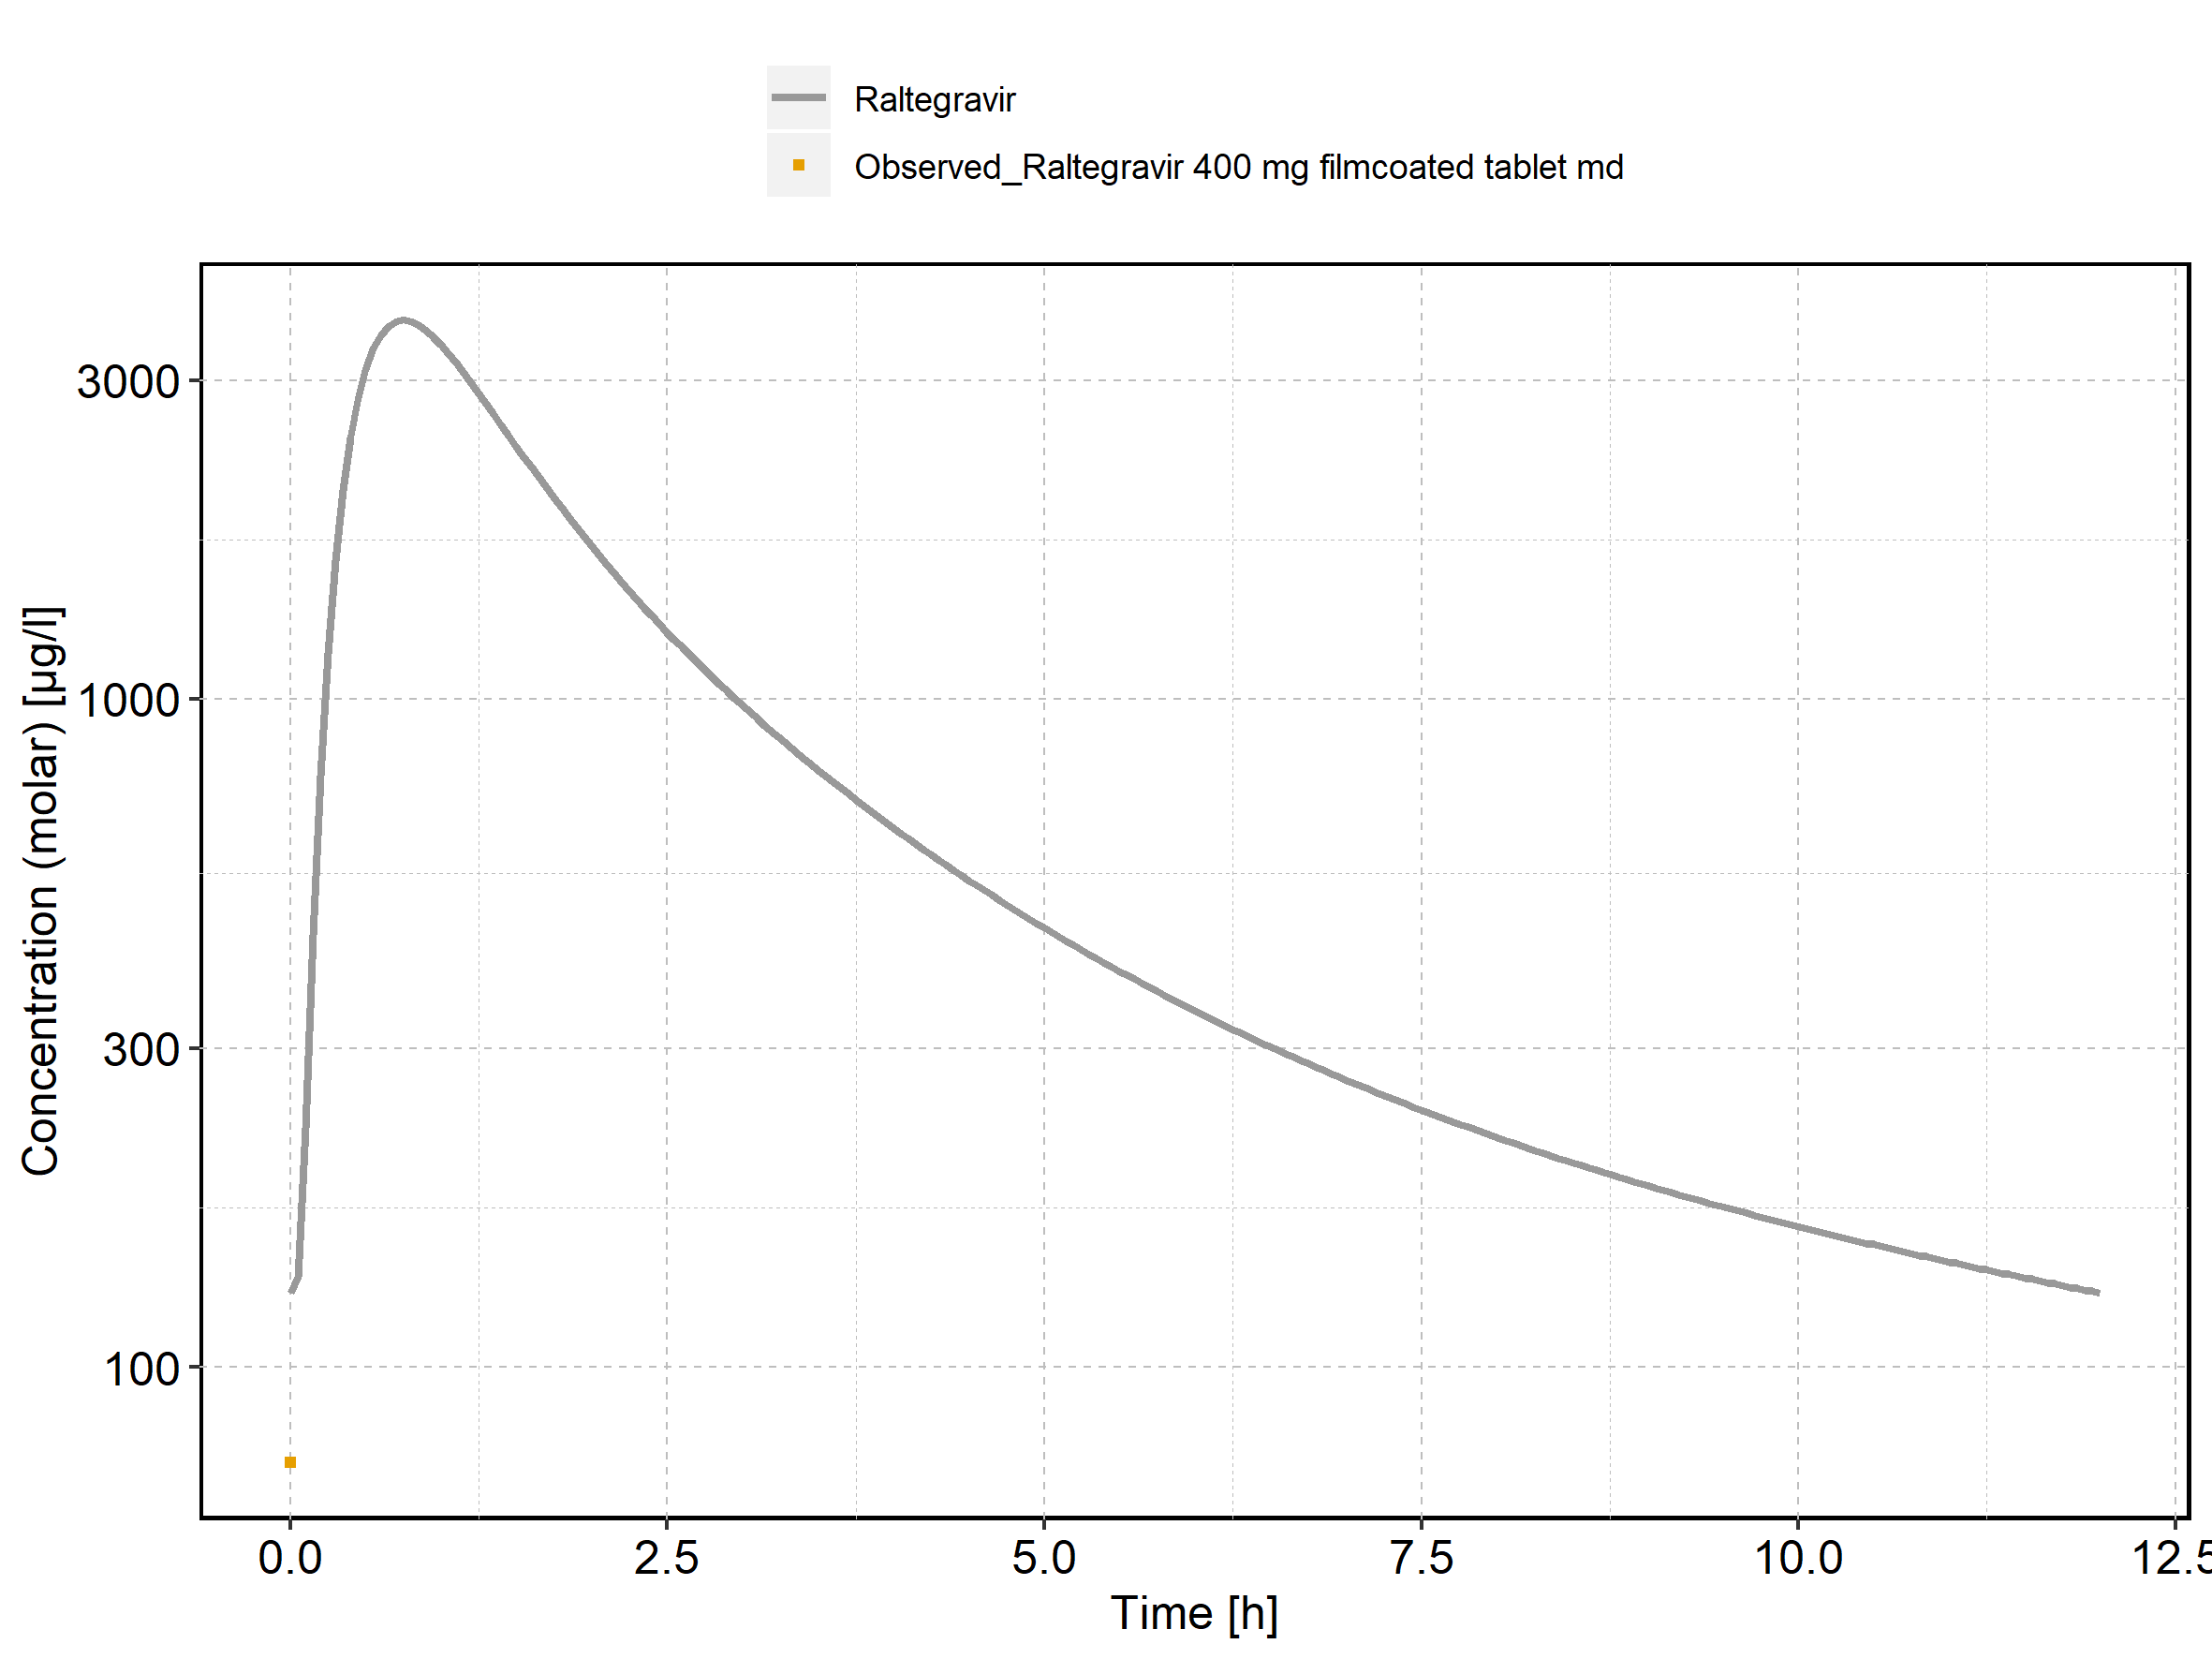 Raltegravir
Observed_Raltegravir 400 mg filmcoated tablet md
Concentration (molar) [µg/l]
3000
1000
300
100
0.0
2.5
5.0
7.5
10.0
12.5
Time [h]